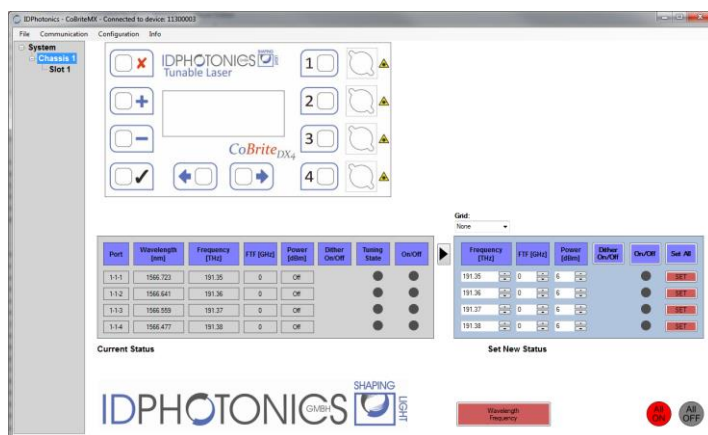 IDPhotonics - CoBriteMX - Connected to device: 11300003
File Communication Configuration Info
System
Chassis 1
Slot 1
IDPHOTONICS SHAPING LIGHT
Tunable Laser
1
2
3
CoBriteDX4
4
Grid:
None
Port Wavelength [nm] Frequency [THz] FTF [GHz] Power [dBm] Dither On/Off Tuning State On/Off
1-1-1 1566.723 191.35 0 Off
1-1-2 1566.641 191.36 0 Off
1-1-3 1566.559 191.37 0 Off
1-1-4 1566.477 191.38 0 Off
Current Status
Frequency [THz] FTF [GHz] Power [dBm] Dither On/Off On/Off Set All
191.35 0 6 SET
191.36 0 6 SET
191.37 0 6 SET
191.38 0 6 SET
Set New Status
IDPHOTONICS GMBH SHAPING LIGHT
Wavelength
Frequency
All
ON
All
OFF